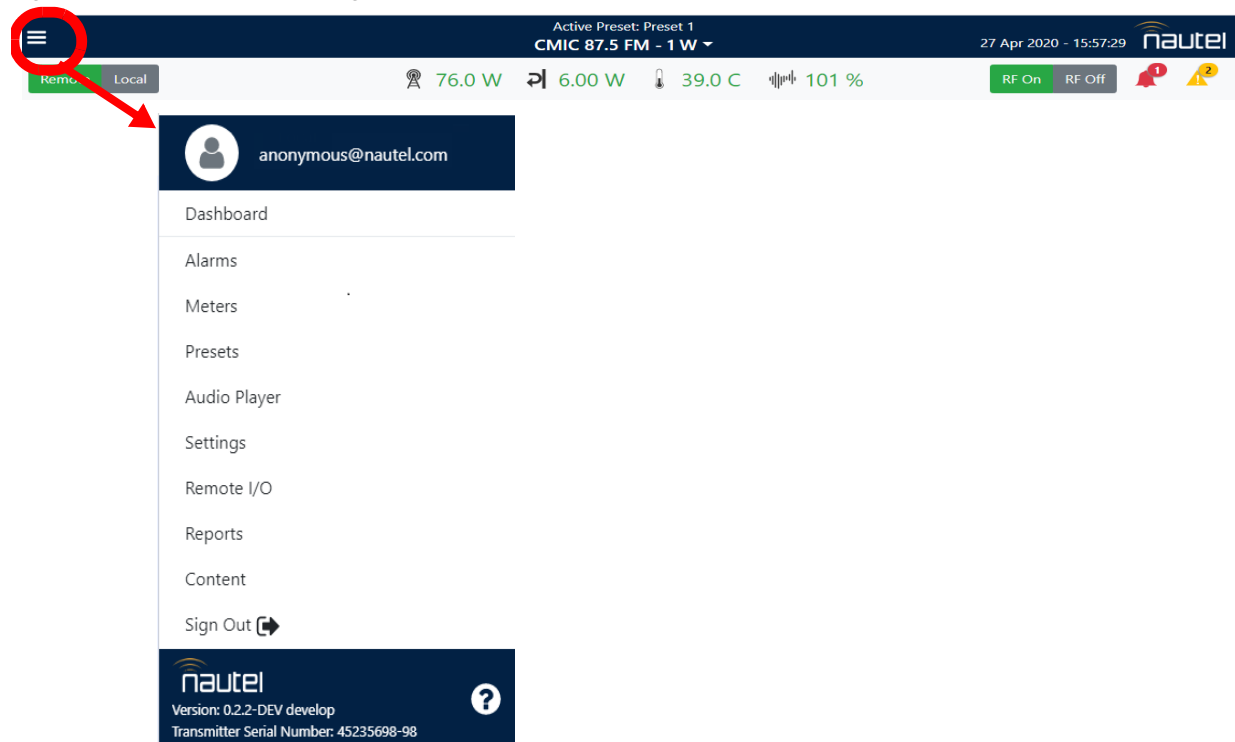 Active Preset: Preset 1
CMIC 87.5 FM - 1 W
27 Apr 2020 - 15:57:29
nautel
Local
76.0 W
6.00 W
39.0 C
101 %
RF On
RF Off
1
2
anonymous@nautel.com
Dashboard
Alarms
Meters
Presets
Audio Player
Settings
Remote I/O
Reports
Content
Sign Out
nautel
?
Version: 0.2.2-DEV develop
Transmitter Serial Number: 45235698-98